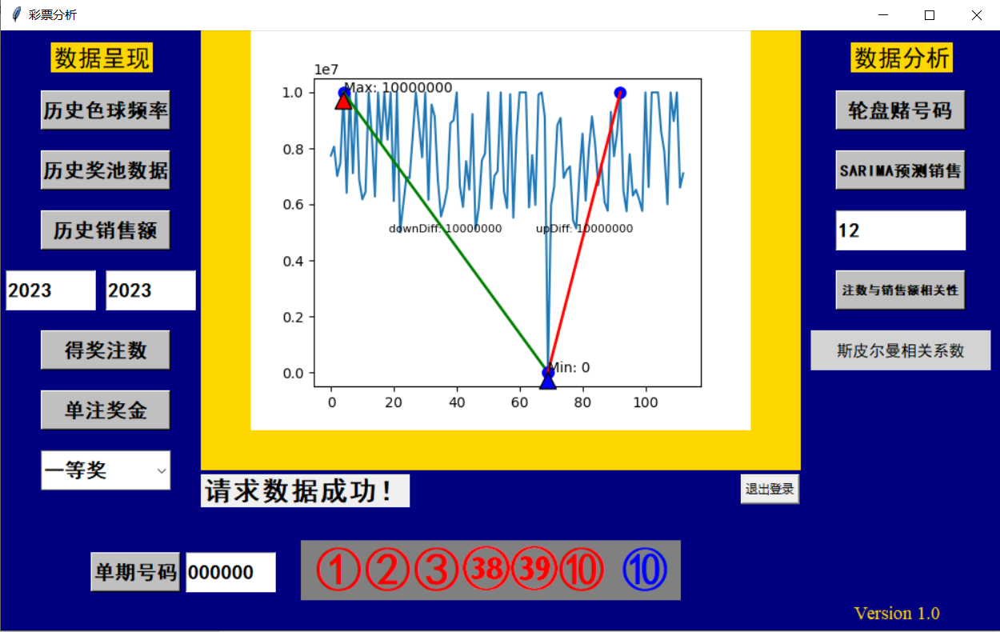 彩票分析
数据呈现
历史色球频率
历史奖池数据
历史销售额
2023 2023
得奖注数
单注奖金
一等奖
1e7
Max: 10000000
1.0
0.8
0.6
0.4
0.2
0.0
downDiff: 10000000 upDiff: 10000000
Min: 0
0 20 40 60 80 100
请求数据成功！
退出登录
数据分析
轮盘赌号码
SARIMA预测销售
12
注数与销售额相关性
斯皮尔曼相关系数
单期号码 000000
① ② ③ ㊳ ㊴ ⑩ ⑩
Version 1.0